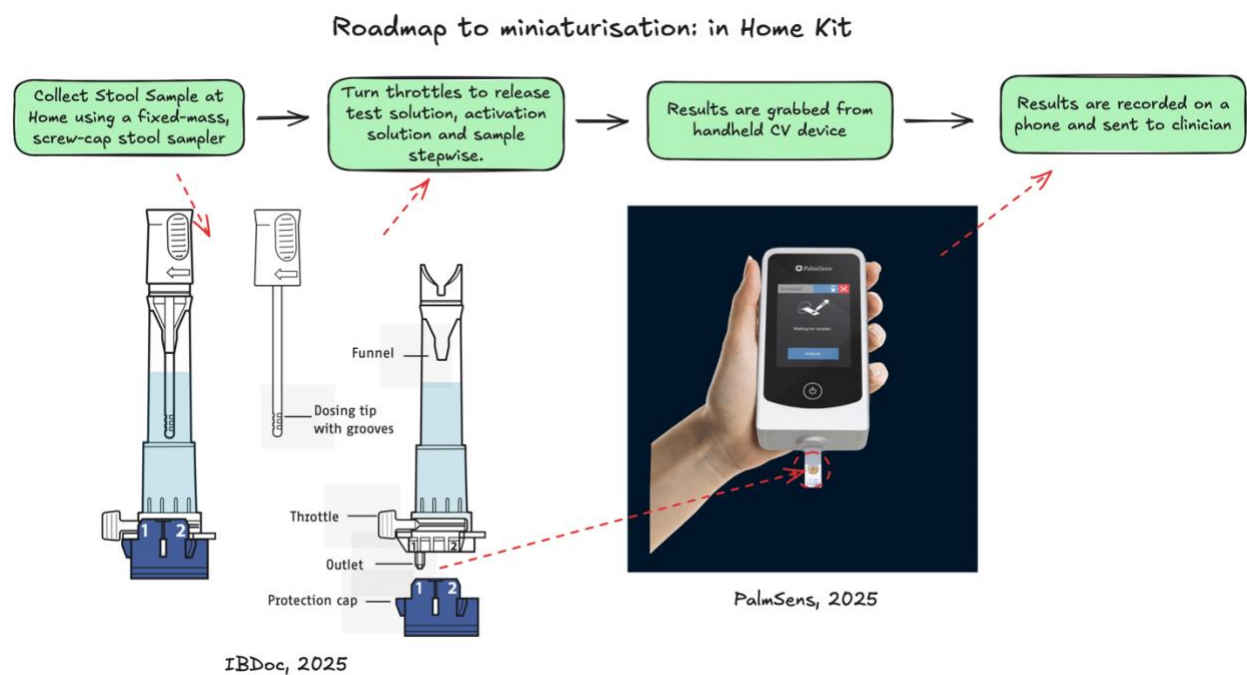 Roadmap to miniaturisation: in Home Kit
Collect Stool Sample at
Home using a fixed-mass,
screw-cap stool sampler
Turn throttles to release
test solution, activation
solution and sample
stepwise.
Results are grabbed from
handheld CV device
Results are recorded on a
phone and sent to clinician
Funnel
Dosing tip
with grooves
Throttle
Outlet
Protection cap
1 2
1 2
1 2
IBDoc, 2025
PalmSens
Analyse
PalmSens, 2025